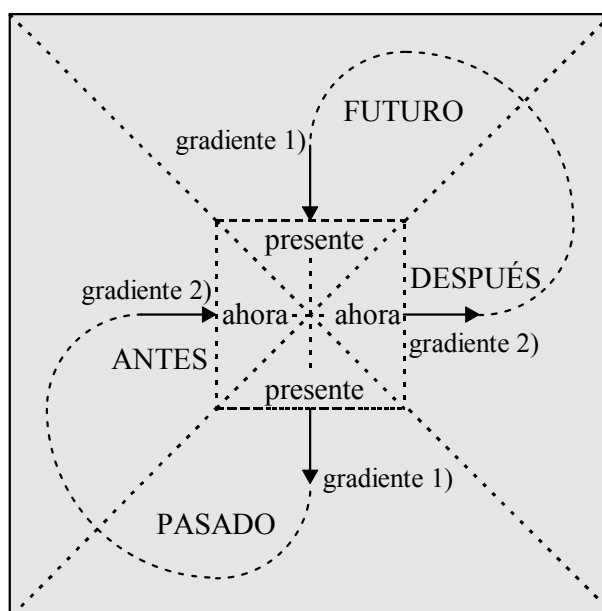 FUTURO
gradiente 1)
presente
DESPUÉS
gradiente 2)
ahora
ahora
gradiente 2)
ANTES
presente
gradiente 1)
PASADO